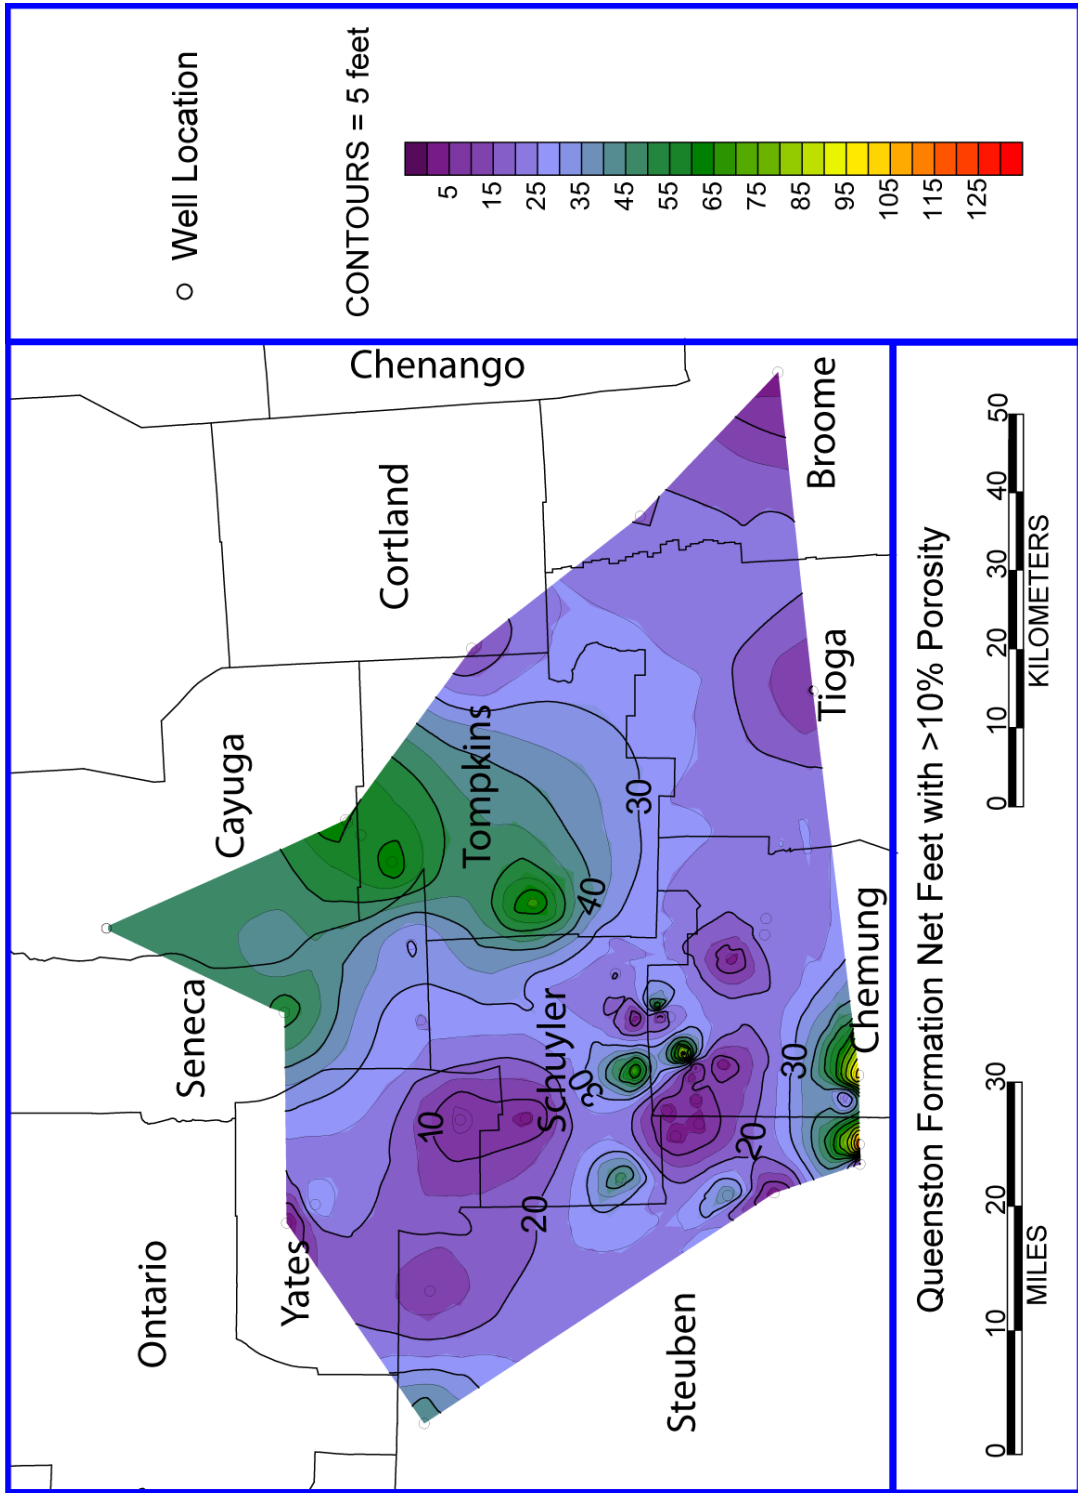 Ontario
Seneca
Cayuga
Yates
Cortland
Chenango
Tompkins
Schuyler
Steuben
Chemung
Tioga
Broome
10
20
30
40
30
20
30
Well Location
CONTOURS = 5 feet
5
15
25
35
45
55
65
75
85
95
105
115
125
Queenston Formation Net Feet with >10% Porosity
0 10 20 30
MILES
0 10 20 30 40 50
KILOMETERS